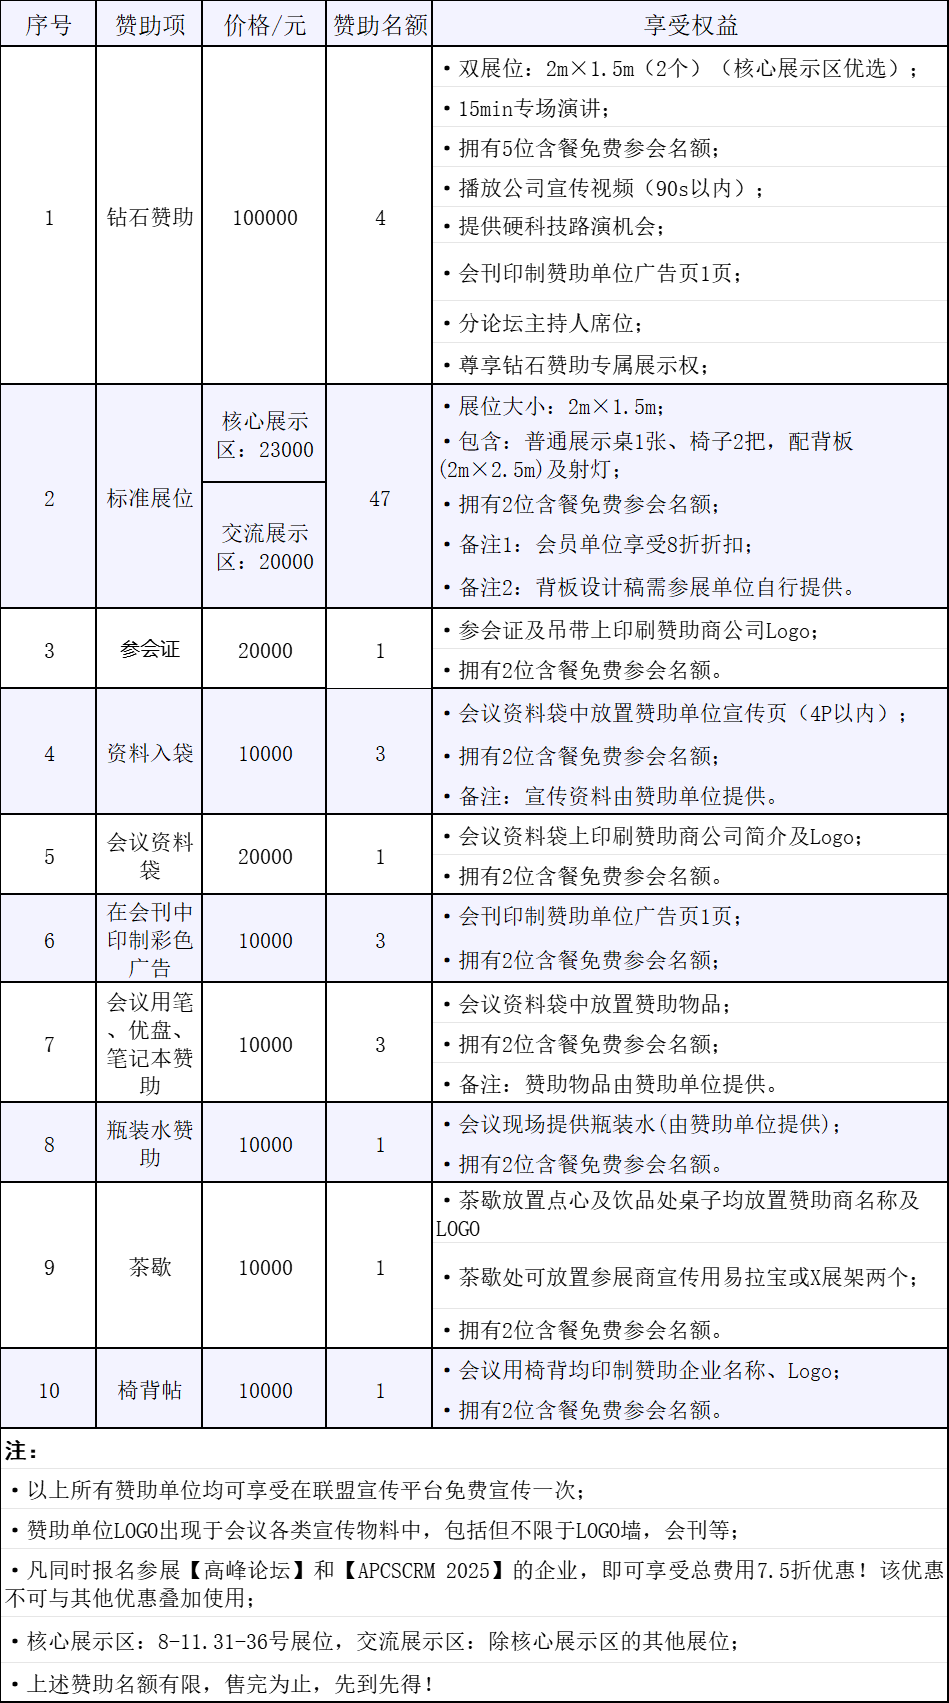 序号 赞助项 价格/元 赞助名额 享受权益
1 钻石赞助 100000 4
·双展位：2m×1.5m（2个）（核心展示区优选）；
·15min专场演讲；
·拥有5位含餐免费参会名额；
·播放公司宣传视频（90s以内）；
·提供硬科技路演机会；
·会刊印制赞助单位广告页1页；
·分论坛主持人席位；
·尊享钻石赞助专属展示权；
2 标准展位
核心展示
区：23000
交流展示
区：20000
47
·展位大小：2m×1.5m；
·包含：普通展示桌1张、椅子2把，配背板
(2m×2.5m)及射灯；
·拥有2位含餐免费参会名额；
·备注1：会员单位享受8折折扣；
·备注2：背板设计稿需参展单位自行提供。
3 参会证 20000 1
·参会证及吊带上印刷赞助商公司Logo；
·拥有2位含餐免费参会名额。
4 资料入袋 10000 3
·会议资料袋中放置赞助单位宣传页（4P以内）；
·拥有2位含餐免费参会名额；
·备注：宣传资料由赞助单位提供。
5
会议资料
袋
20000 1
·会议资料袋上印刷赞助商公司简介及Logo；
·拥有2位含餐免费参会名额。
6
在会刊中
印制彩色
广告
10000 3
·会刊印制赞助单位广告页1页；
·拥有2位含餐免费参会名额；
7
会议用笔
、优盘、
笔记本赞
助
10000 3
·会议资料袋中放置赞助物品；
·拥有2位含餐免费参会名额；
·备注：赞助物品由赞助单位提供。
8
瓶装水赞
助
10000 1
·会议现场提供瓶装水(由赞助单位提供)；
·拥有2位含餐免费参会名额。
9 茶歇 10000 1
·茶歇放置点心及饮品处桌子均放置赞助商名称及
LOGO
·茶歇处可放置参展商宣传用易拉宝或X展架两个；
·拥有2位含餐免费参会名额。
10 椅背帖 10000 1
·会议用椅背均印制赞助企业名称、Logo；
·拥有2位含餐免费参会名额。
注：
·以上所有赞助单位均可享受在联盟宣传平台免费宣传一次；
·赞助单位LOGO出现于会议各类宣传物料中，包括但不限于LOGO墙，会刊等；
·凡同时报名参展【高峰论坛】和【APCSCRM 2025】的企业，即可享受总费用7.5折优惠！该优惠
不可与其他优惠叠加使用；
·核心展示区：8-11.31-36号展位，交流展示区：除核心展示区的其他展位；
·上述赞助名额有限，售完为止，先到先得！